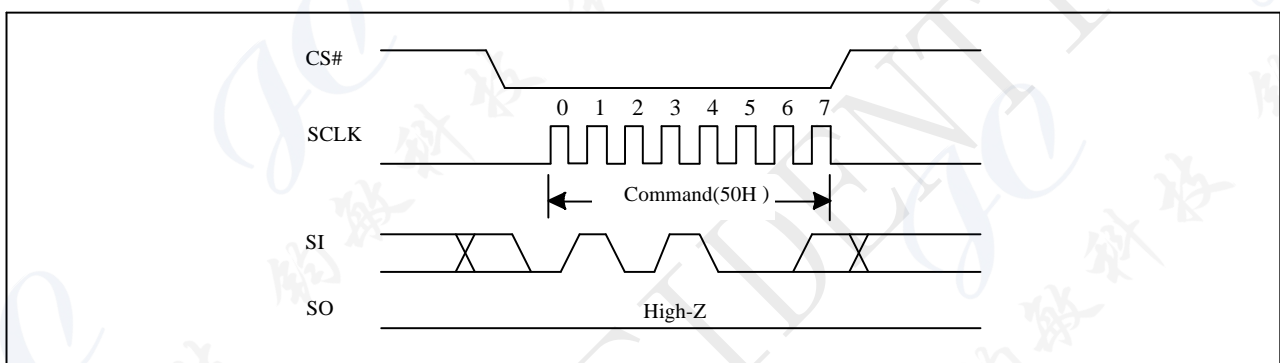 CS#
0 1 2 3 4 5 6 7
SCLK
Command(50H )
SI
SO High-Z